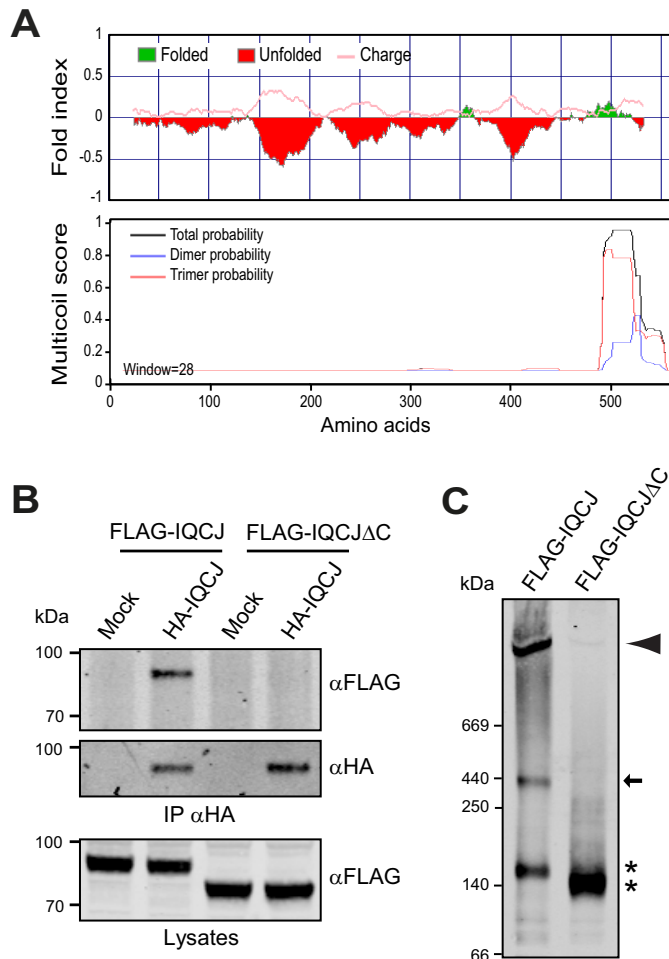 A
Folded Unfolded Charge
Fold index
1
0.5
0
-0.5
-1
Total probability
Dimer probability
Trimer probability
Multicoil score
1
0.8
0.6
0.4
0.2
0
Window=28
0 100 200 300 400 500
Amino acids
B
FLAG-IQCJ FLAG-IQCJΔC
kDa
Mock HA-IQCJ Mock HA-IQCJ
100
70
αFLAG
100
αHA
IP αHA
100
70
αFLAG
Lysates
C
FLAG-IQCJ FLAG-IQCJΔC
kDa
669
440
250
140
66
*
*